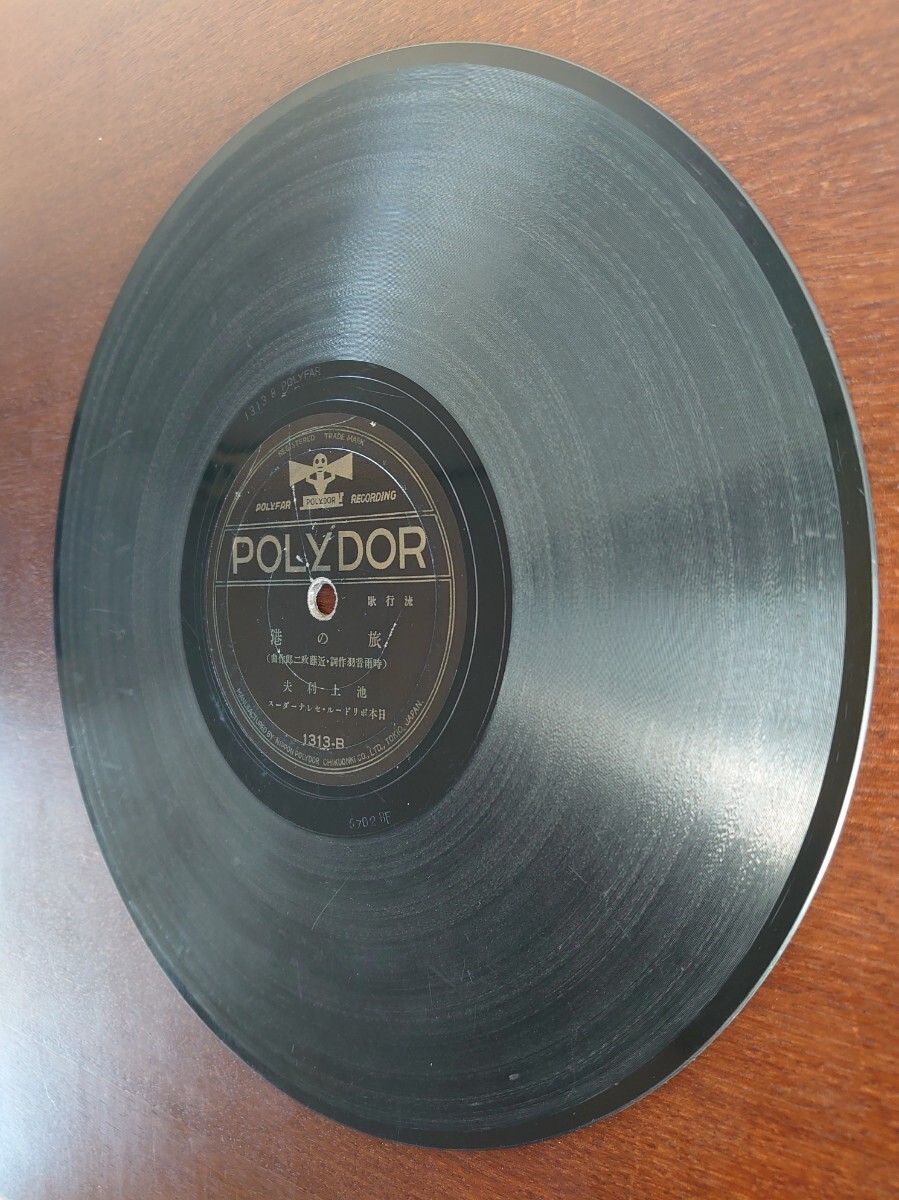 1313 B POLYFAR
REGISTERED TRADE MARK
POLYFAR POLYDOR RECORDING
POLYDOR
流行歌
旅の港
(時雨音羽作詞・近藤政二郎作曲)
池上利夫
日本ポリドール・セレナーダース
1313-B
MANUFACTURED BY NIPPON POLYDOR CHIKUONKI CO., LTD., TOKYO, JAPAN.